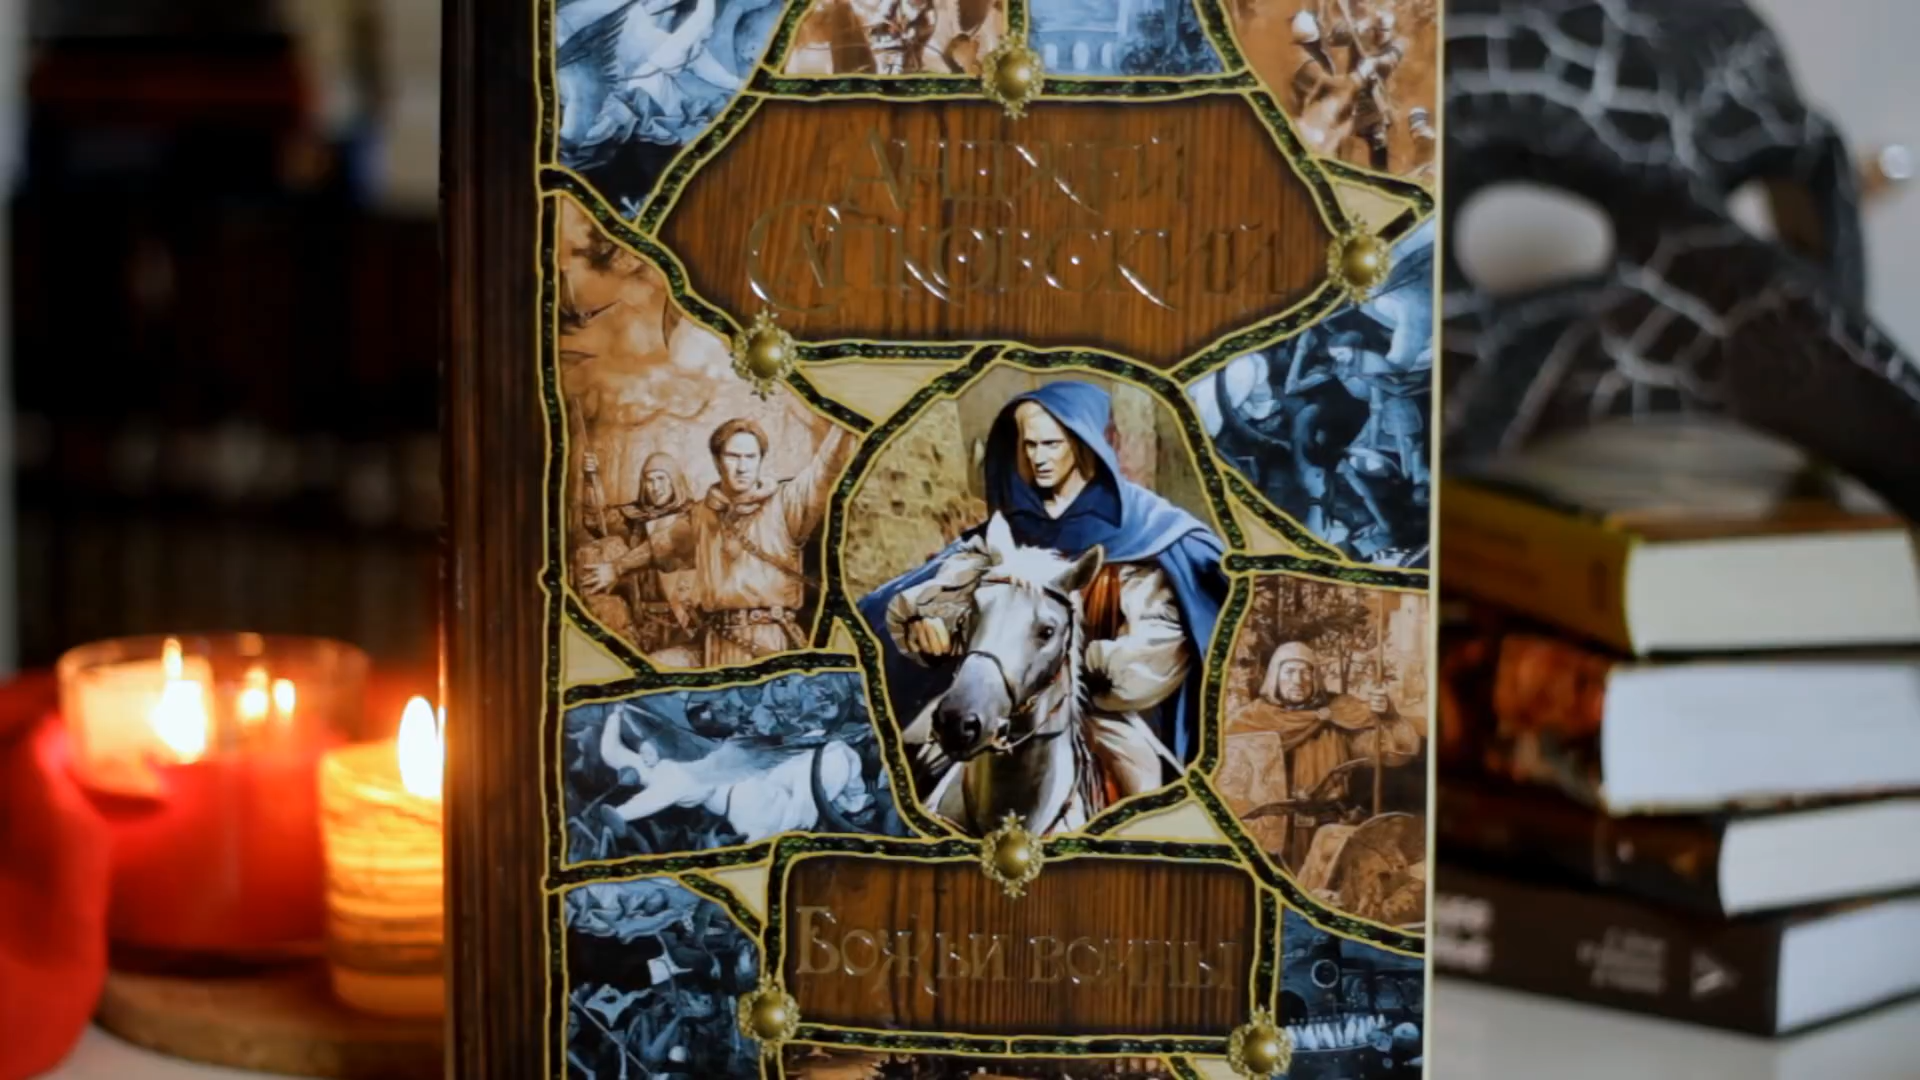 Анджей
Сапковский
Божьи воины